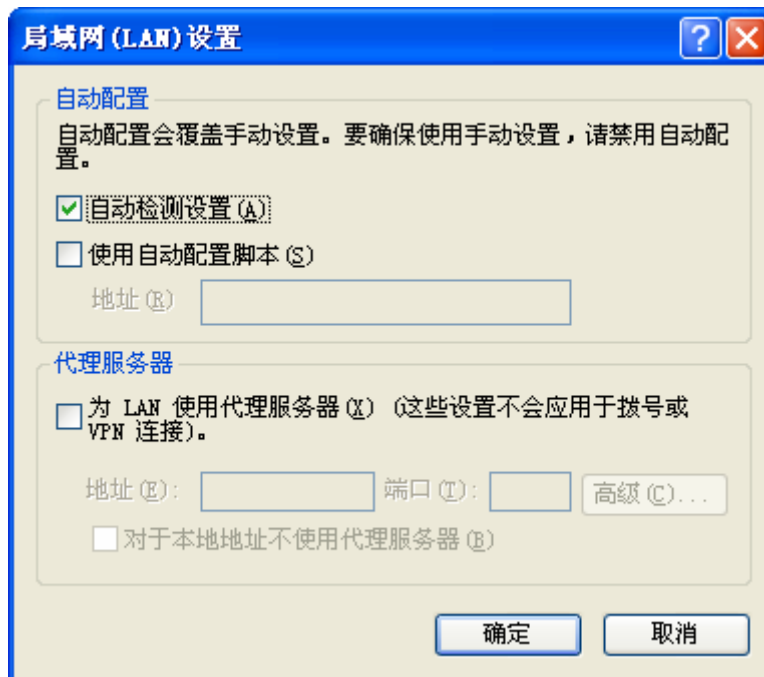 局域网(LAN)设置
自动配置
自动配置会覆盖手动设置。要确保使用手动设置，请禁用自动配
置。
自动检测设置(A)
使用自动配置脚本(S)
地址(R)
代理服务器
为 LAN 使用代理服务器(X) (这些设置不会应用于拨号或
VPN 连接)。
地址(E): 端口(T): 高级(C)...
对于本地地址不使用代理服务器(B)
确定 取消